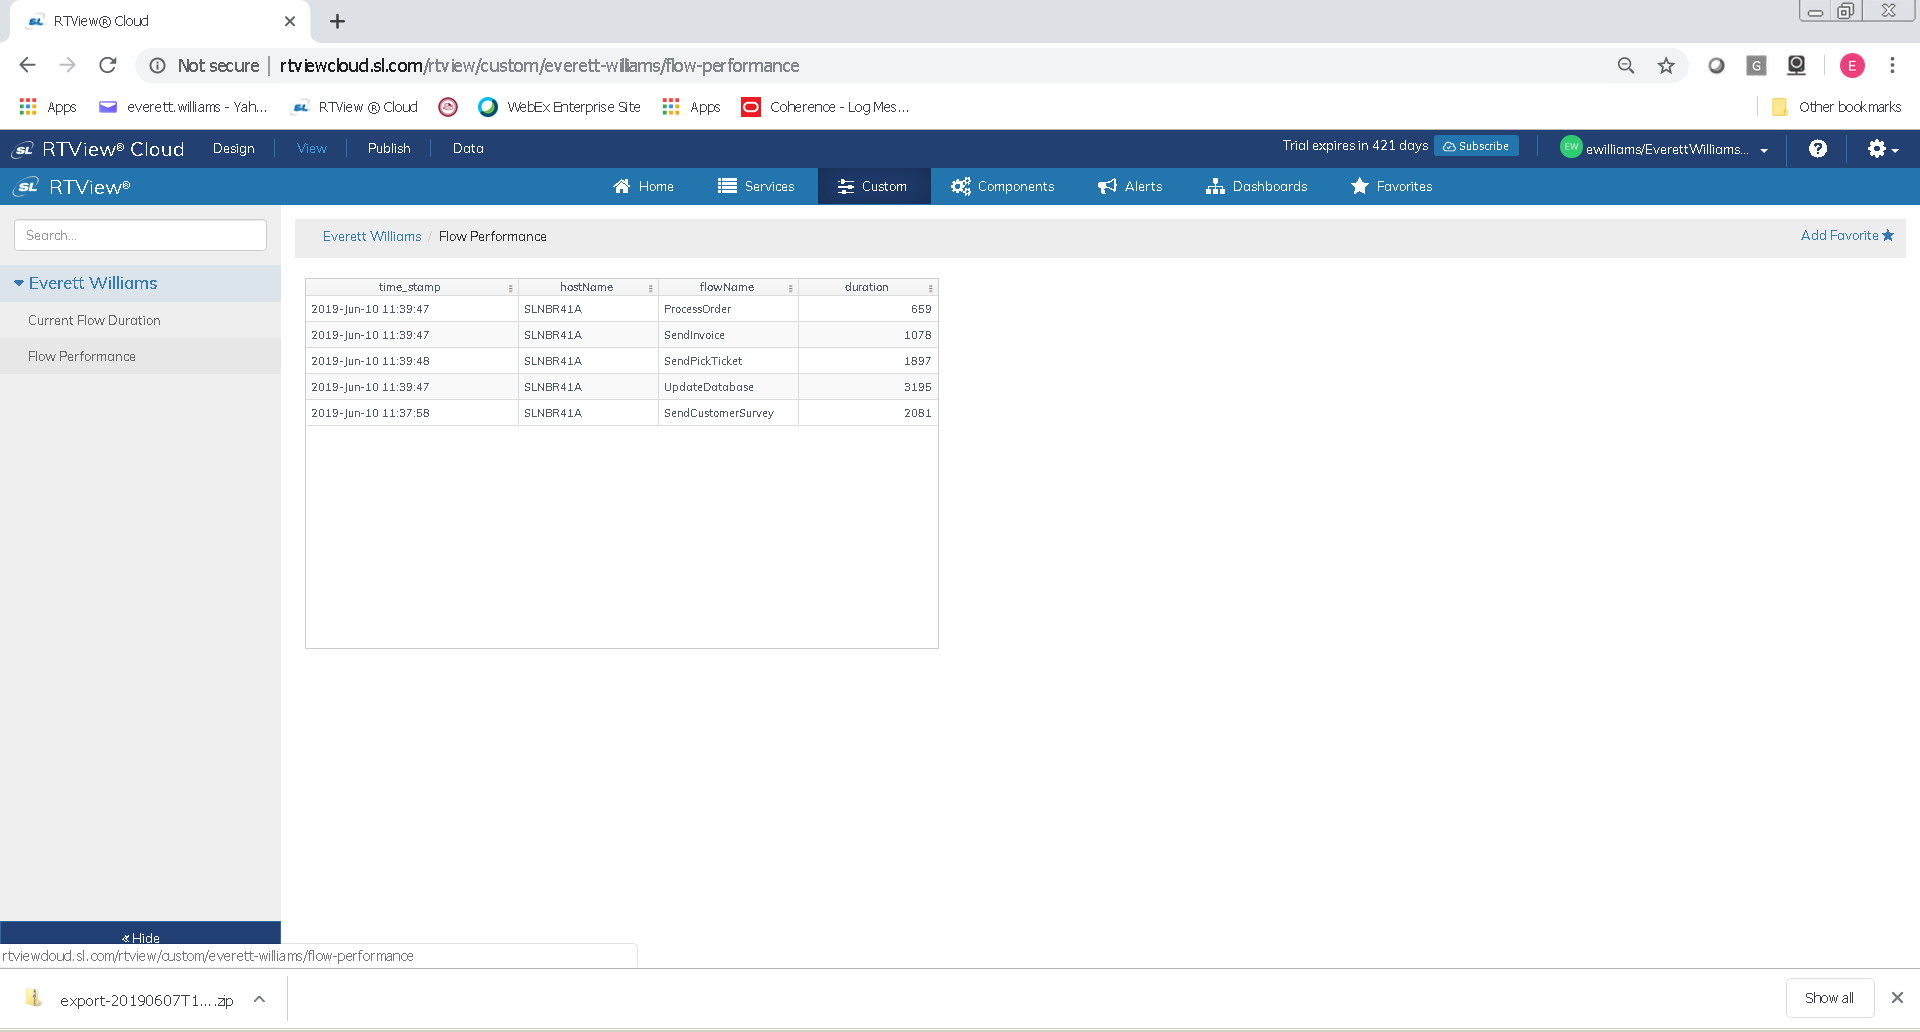 RTView® Cloud
Not secure | rtviewcloud.sl.com/rtview/custom/everett-williams/flow-performance
Apps everett.williams - Yah... RTView ® Cloud WebEx Enterprise Site Apps Coherence - Log Mes... Other bookmarks
SL RTView® Cloud Design View Publish Data Trial expires in 421 days Subscribe EW ewilliams/EverettWilliams...
SL RTView® Home Services Custom Components Alerts Dashboards Favorites
Search...
Everett Williams / Flow Performance Add Favorite
Everett Williams
Current Flow Duration
Flow Performance
time_stamp hostName flowName duration
2019-Jun-10 11:39:47 SLNBR41A ProcessOrder 659
2019-Jun-10 11:39:47 SLNBR41A SendInvoice 1078
2019-Jun-10 11:39:48 SLNBR41A SendPickTicket 1897
2019-Jun-10 11:39:47 SLNBR41A UpdateDatabase 3195
2019-Jun-10 11:37:58 SLNBR41A SendCustomerSurvey 2081
« Hide
rtviewcloud.sl.com/rtview/custom/everett-williams/flow-performance
export-20190607T1....zip Show all